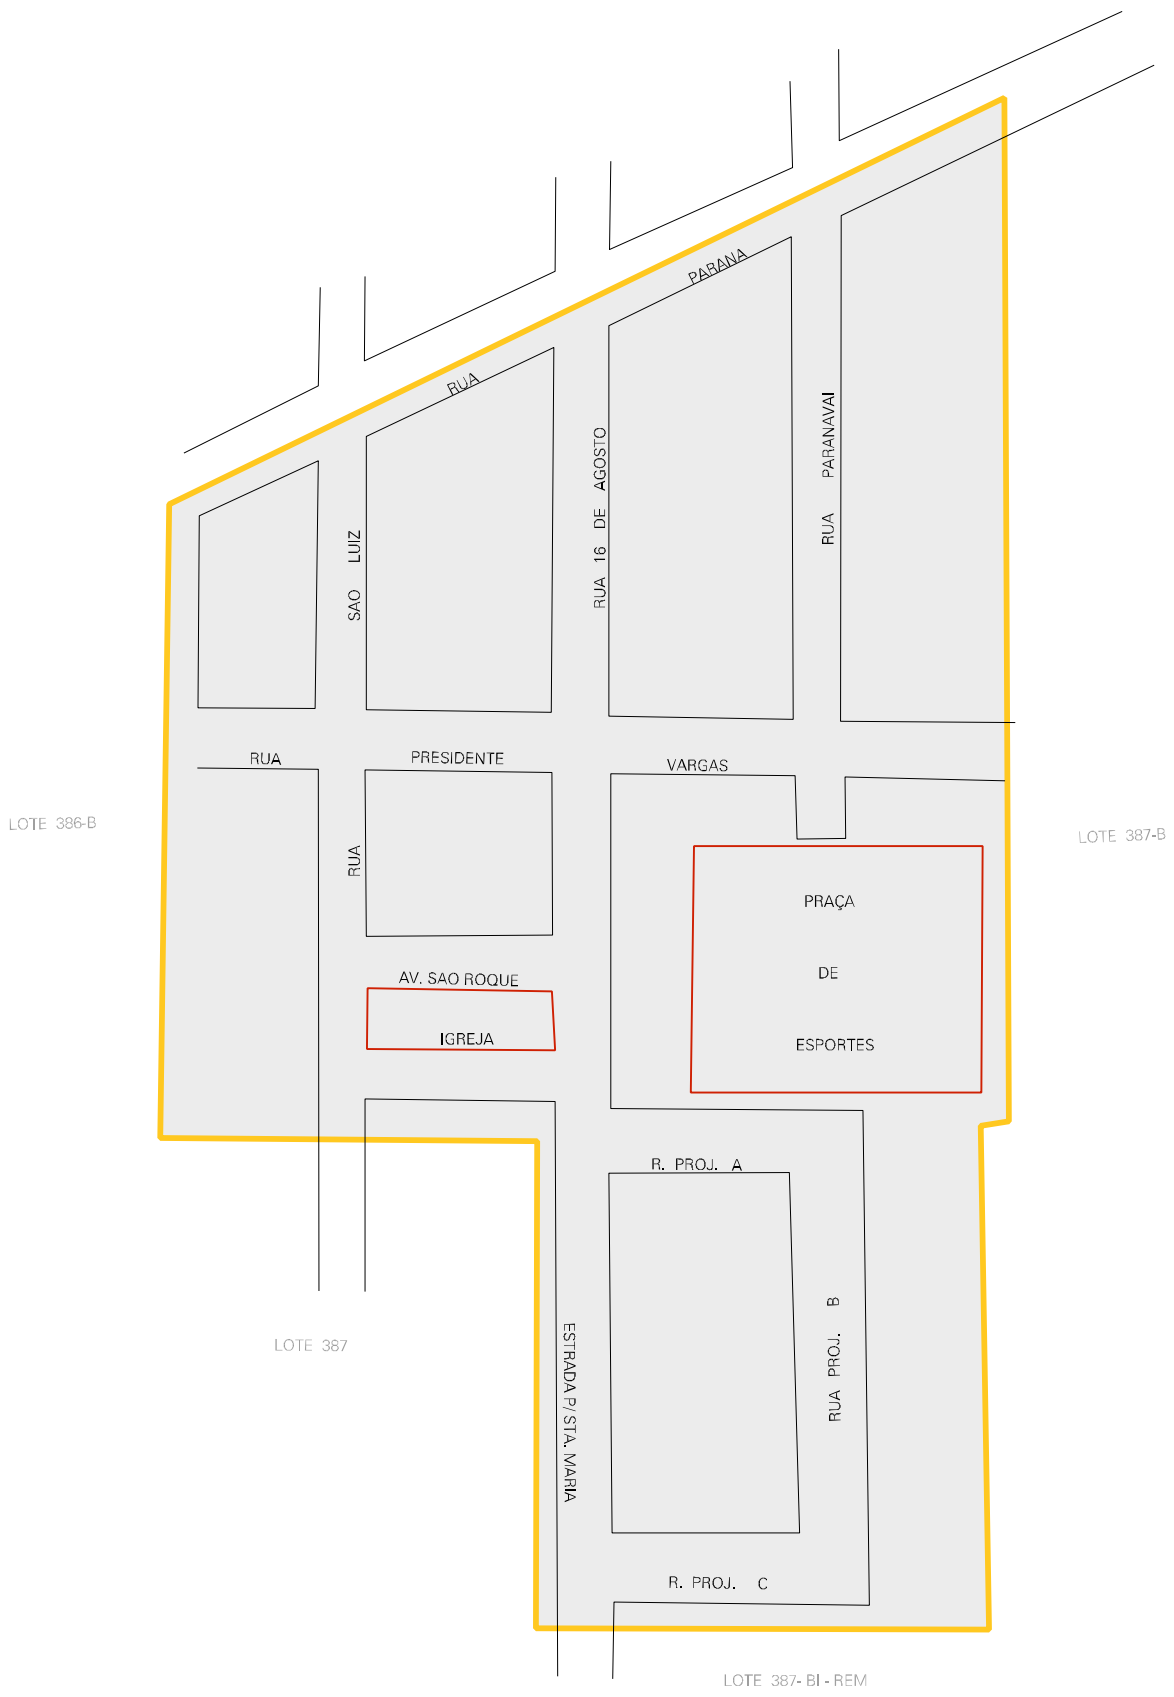 PARANA
RUA
RUA PARANAVAI
RUA 16 DE AGOSTO
SAO LUIZ
RUA
PRESIDENTE
VARGAS
LOTE 386-B
LOTE 387-B
RUA
PRAÇA
DE
ESPORTES
AV. SAO ROQUE
IGREJA
R. PROJ. A
RUA PROJ. B
LOTE 387
ESTRADA P/ STA. MARIA
R. PROJ. C
LOTE 387- BI - REM